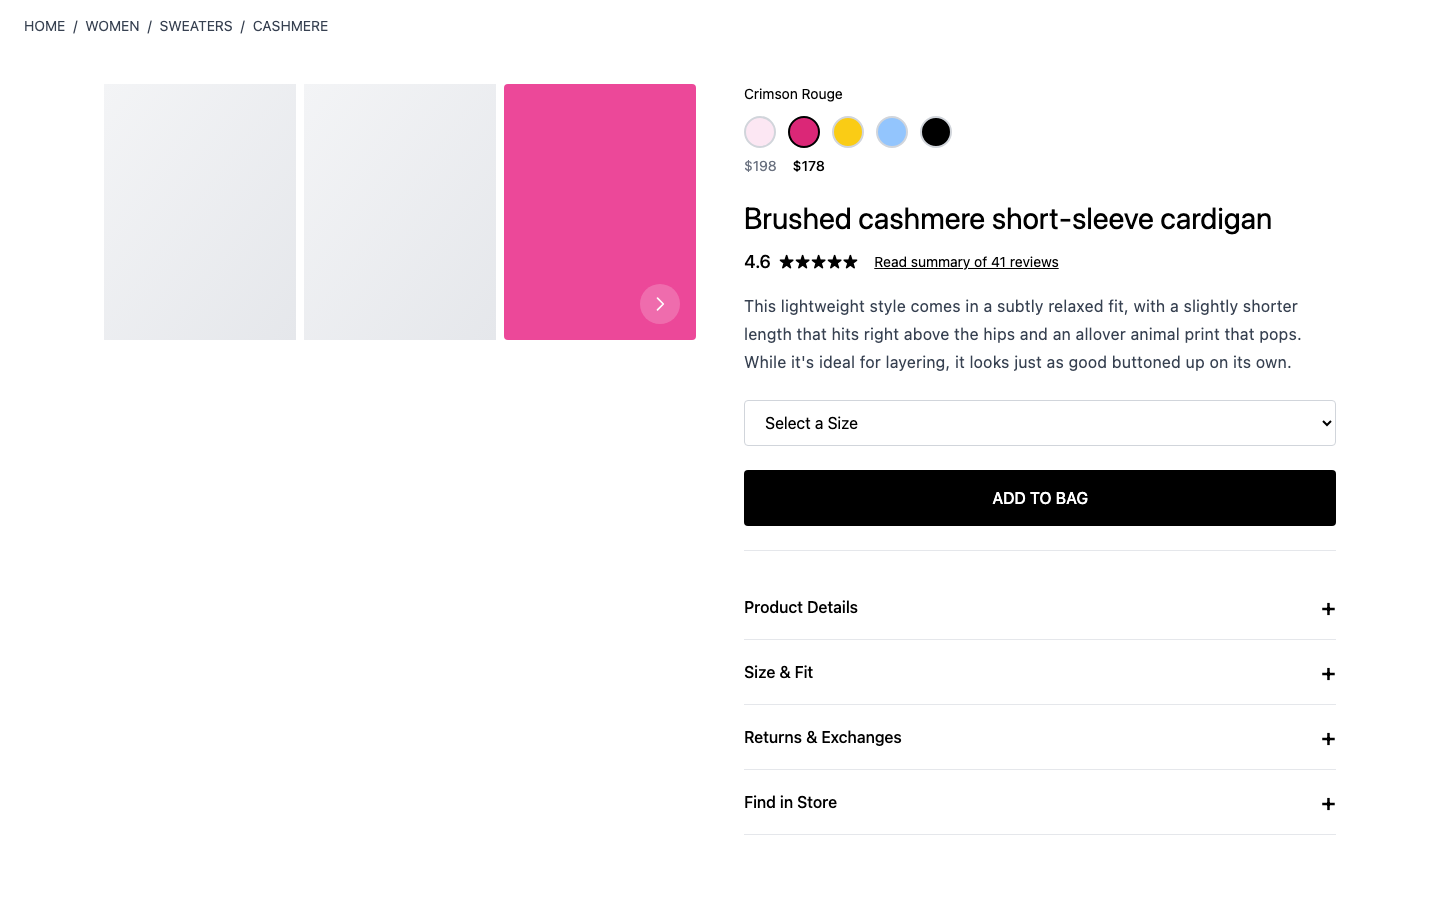 HOME / WOMEN / SWEATERS / CASHMERE
Crimson Rouge
$198 $178
Brushed cashmere short-sleeve cardigan
4.6 ★★★★★ Read summary of 41 reviews
This lightweight style comes in a subtly relaxed fit, with a slightly shorter
length that hits right above the hips and an allover animal print that pops.
While it's ideal for layering, it looks just as good buttoned up on its own.
Select a Size
ADD TO BAG
Product Details +
Size & Fit +
Returns & Exchanges +
Find in Store +